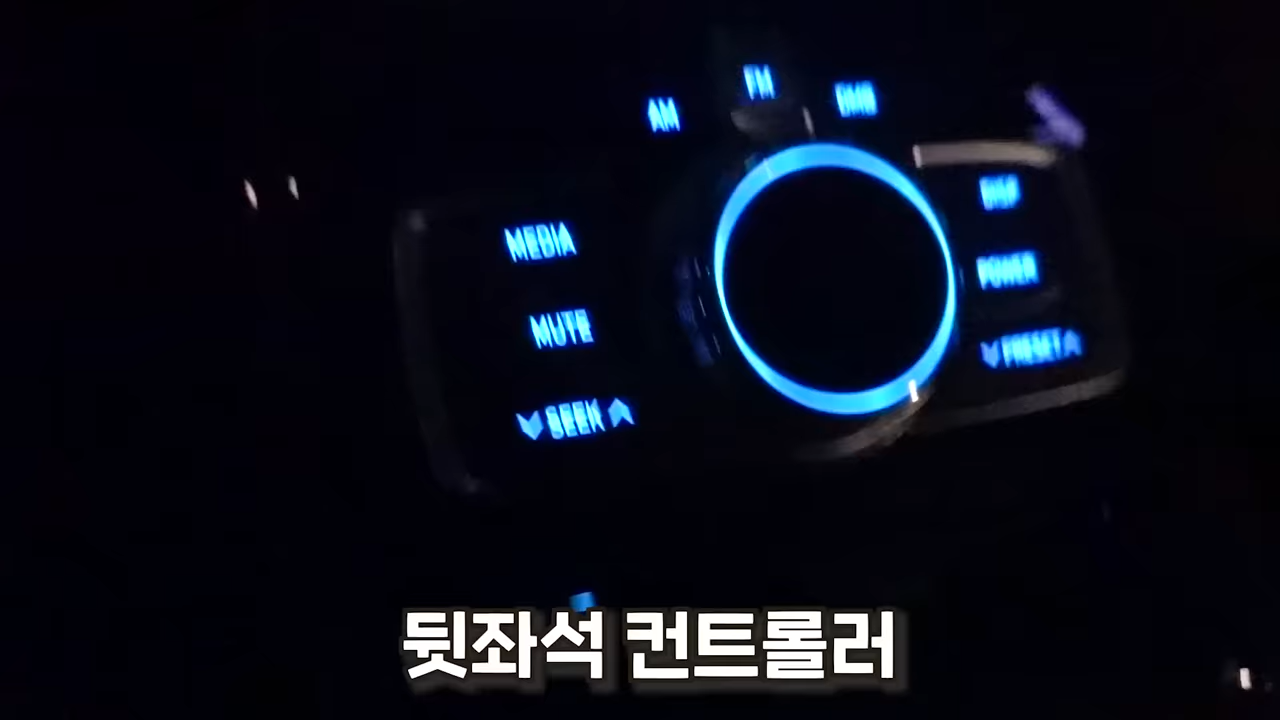 AM
FM
DMB
MEDIA
DISP
MUTE
POWER
SEEK
PRESET
뒷좌석 컨트롤러